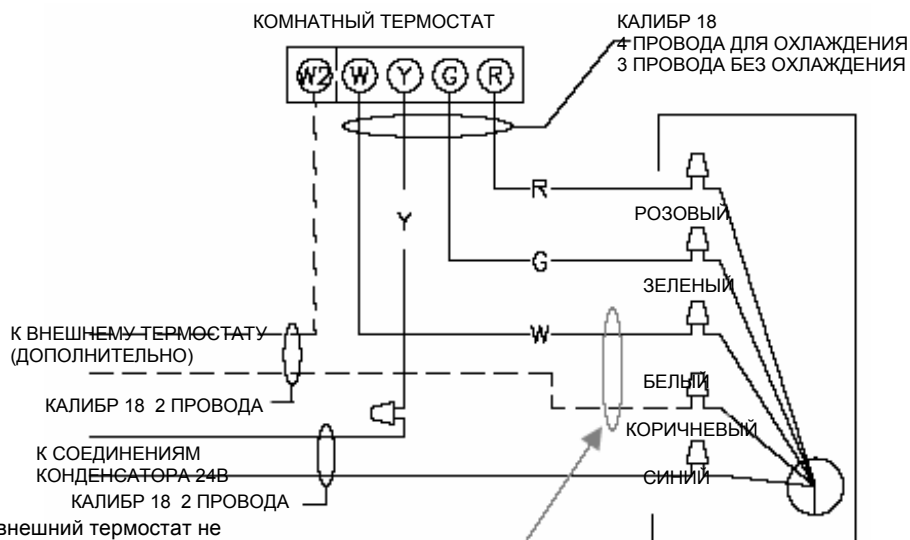 КОМНАТНЫЙ ТЕРМОСТАТ
КАЛИБР 18
4 ПРОВОДА ДЛЯ ОХЛАЖДЕНИЯ
3 ПРОВОДА БЕЗ ОХЛАЖДЕНИЯ
W2 W Y G R
R
РОЗОВЫЙ
Y
G
ЗЕЛЕНЫЙ
К ВНЕШНЕМУ ТЕРМОСТАТУ
(ДОПОЛНИТЕЛЬНО)
W
БЕЛЫЙ
КАЛИБР 18 2 ПРОВОДА
КОРИЧНЕВЫЙ
К СОЕДИНЕНИЯМ
КОНДЕНСАТОРА 24В
СИНИЙ
КАЛИБР 18 2 ПРОВОДА
внешний термостат не